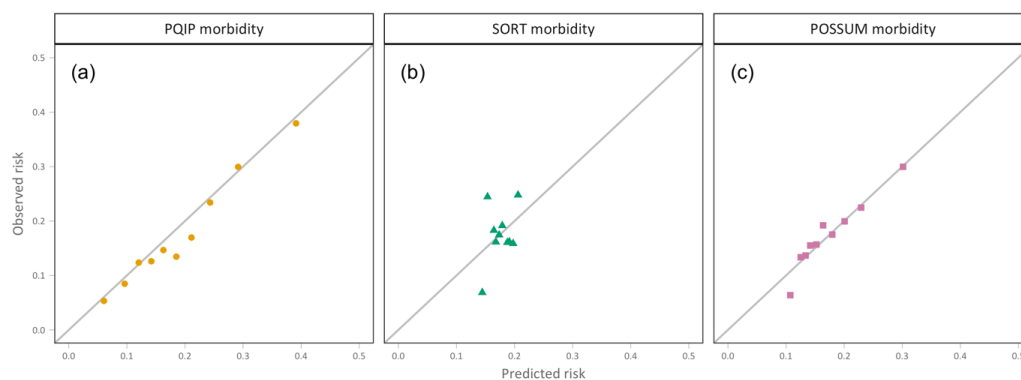 PQIP morbidity
SORT morbidity
POSSUM morbidity
(a)
(b)
(c)
0.5
0.4
0.3
0.2
0.1
0.0
Observed risk
0.0 0.1 0.2 0.3 0.4 0.5
0.0 0.1 0.2 0.3 0.4 0.5
0.0 0.1 0.2 0.3 0.4 0.5
Predicted risk